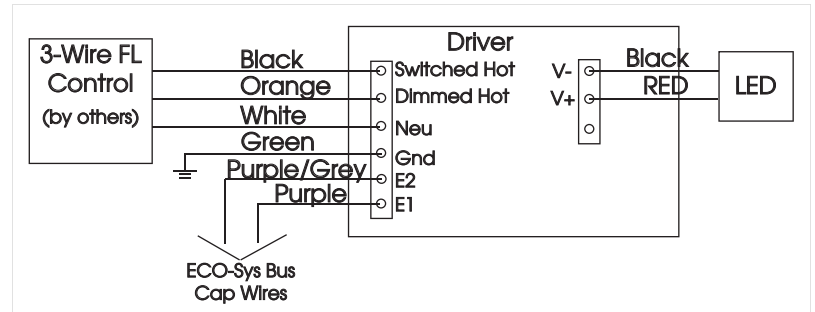 3-Wire FL
Control
(by others)
Black
Orange
White
Green
Purple/Grey
Purple
Driver
Switched Hot
Dimmed Hot
Neu
Gnd
E2
E1
V-
V+
Black
RED
LED
ECO-Sys Bus
Cap Wires